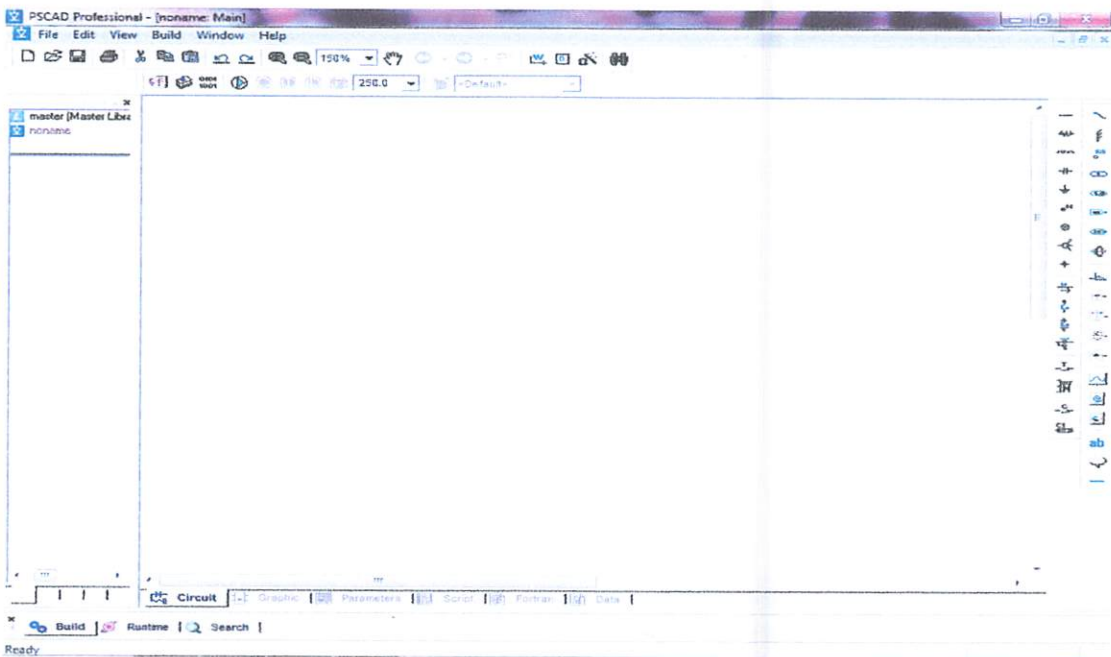 PSCAD Professional - [noname: Main]
File Edit View Build Window Help
150%
250.0 -Default-
master [Master Libra
noname
ab
Circuit Graphic Parameters Script Fortran Data
Build Runtime Search
Ready